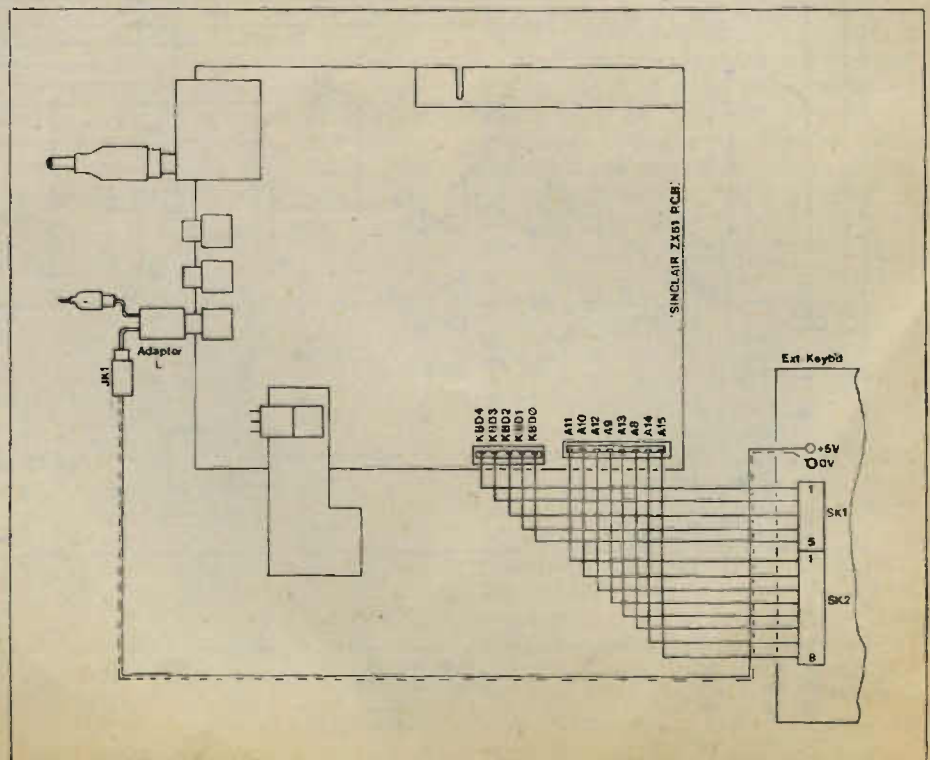 'SINCLAIR ZX81 P.C.B.'
Adaptor
L
JK1
Ext Keybd
KBD4
KBD3
KBD2
KBD1
KBD0
A11
A10
A12
A9
A13
A8
A14
A15
+5V
0V
1
SK1
5
1
SK2
8